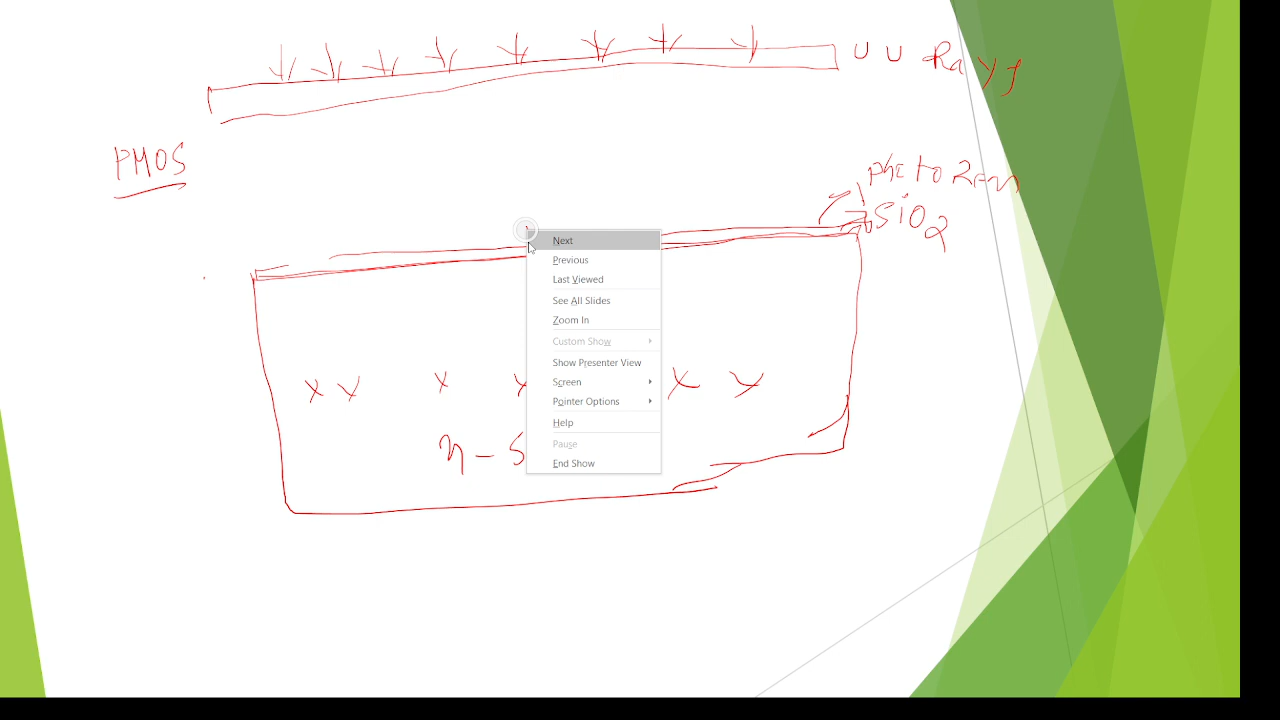 UV Rays
PMOS
Photo
SiO2
Next
Previous
Last Viewed
See All Slides
Zoom In
Custom Show
Show Presenter View
Screen
Pointer Options
Help
Pause
End Show
x x x x x x
n - S